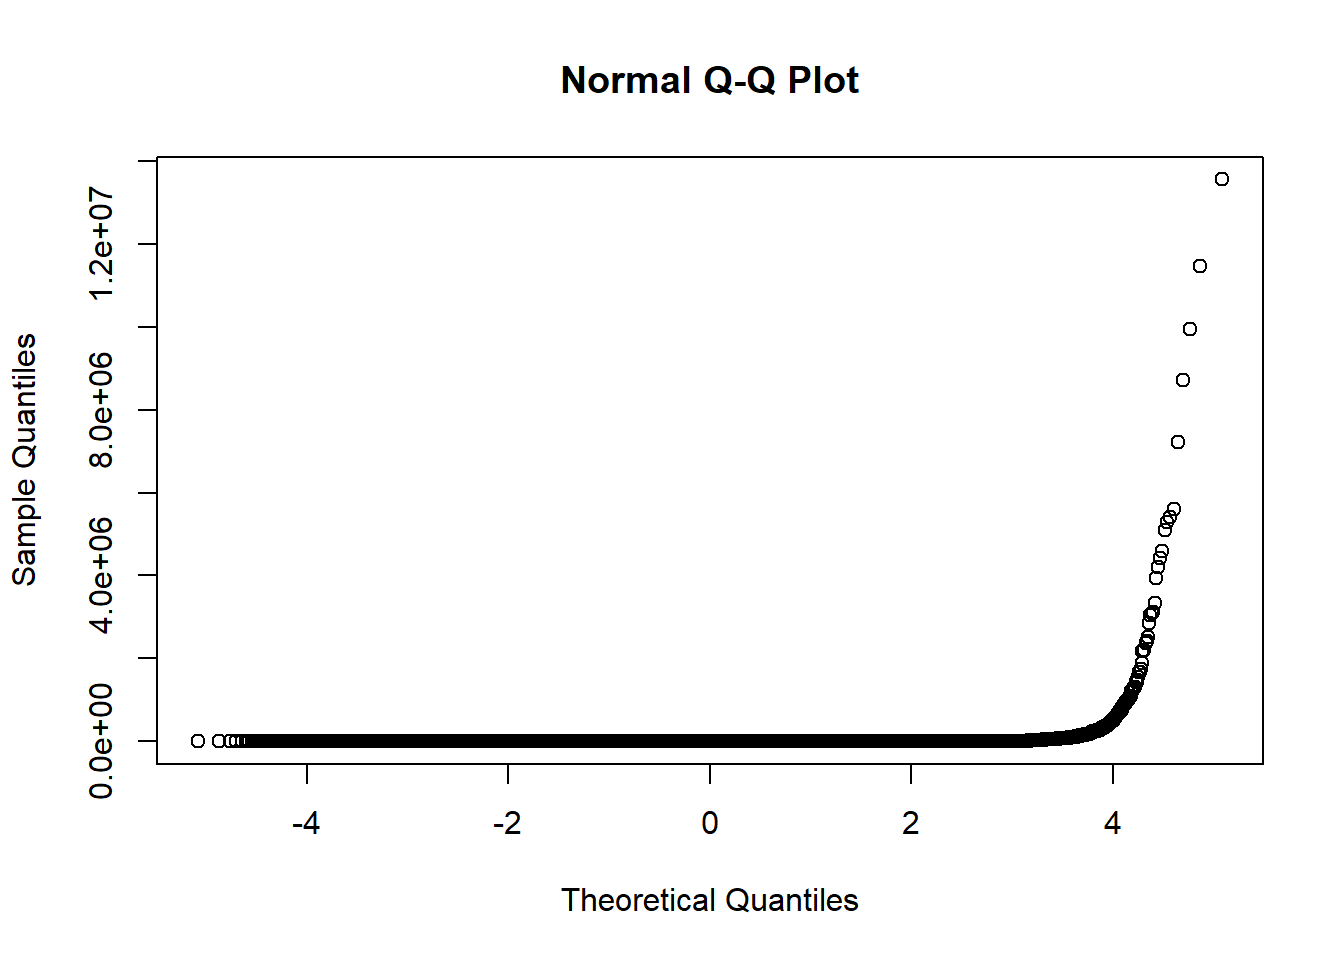 Normal Q-Q Plot
Sample Quantiles
1.2e+07
8.0e+06
4.0e+06
0.0e+00
-4 -2 0 2 4
Theoretical Quantiles